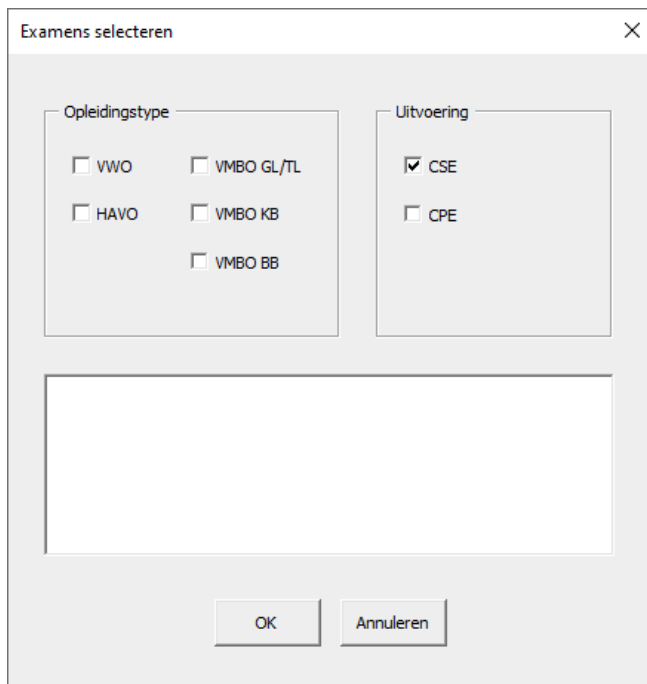 Examens selecteren
Opleidingstype
Uitvoering
VWO
VMBO GL/TL
CSE
HAVO
VMBO KB
CPE
VMBO BB
OK
Annuleren